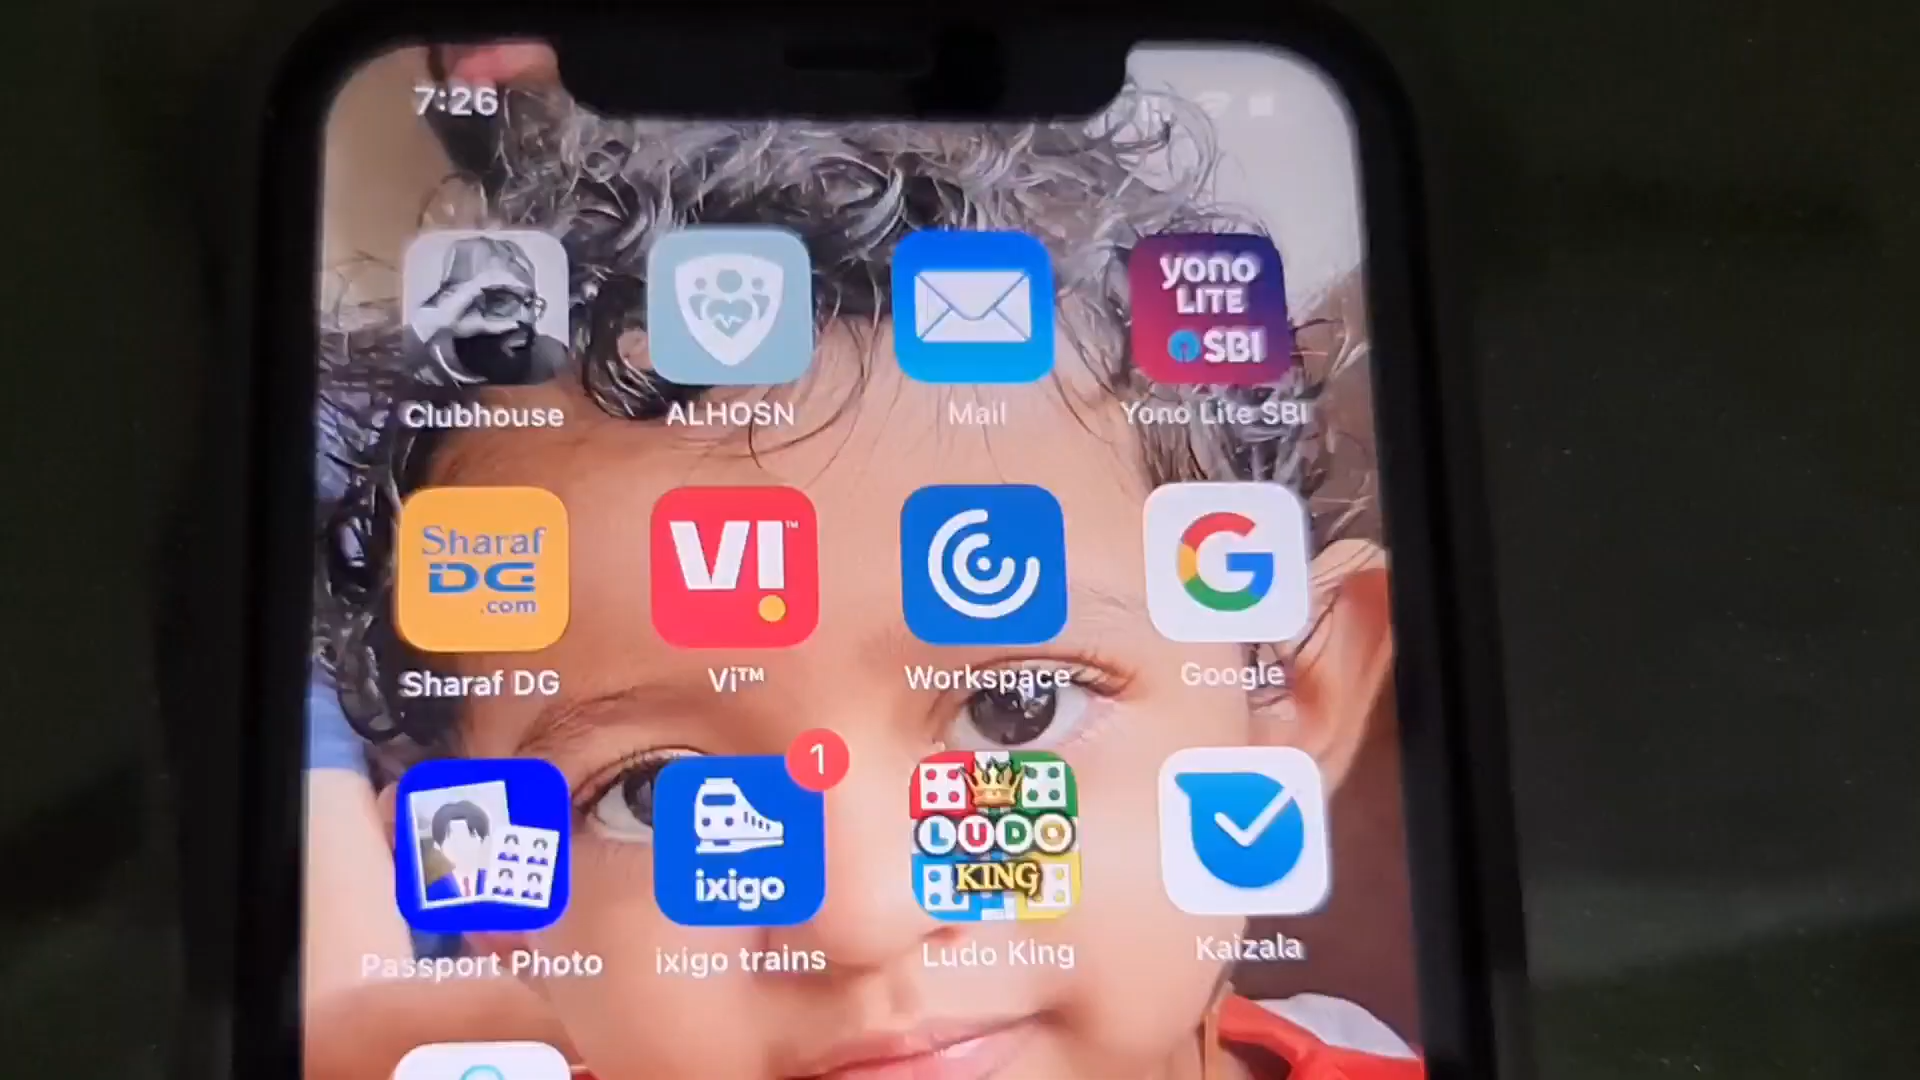 7:26
yono
LITE
SBI
Clubhouse
ALHOSN
Mail
Yono Lite SBI
Sharaf
DG
.com
VI™
G
Sharaf DG
Vi™
Workspace
Google
1
ixigo
LUDO
KING
Passport Photo
ixigo trains
Ludo King
Kaizala